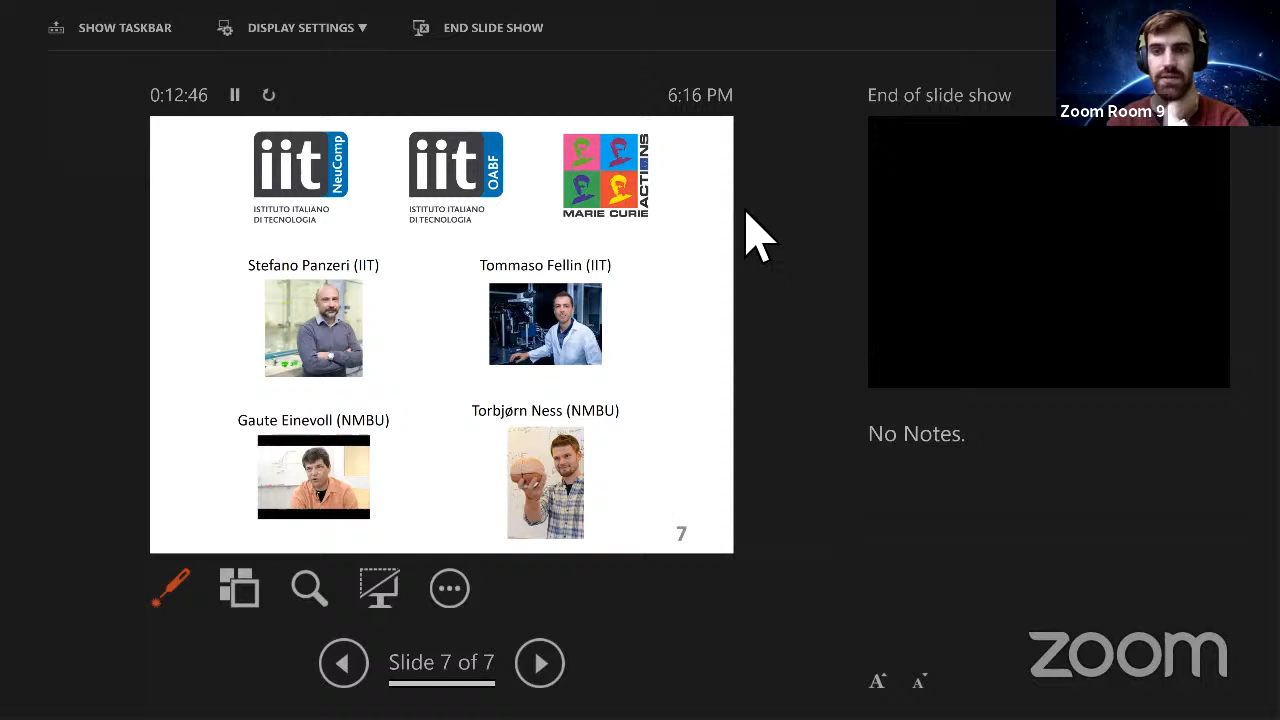 SHOW TASKBAR
DISPLAY SETTINGS ▼
END SLIDE SHOW
0:12:46
6:16 PM
End of slide show
Zoom Room 9
iit NeuComp
ISTITUTO ITALIANO
DI TECNOLOGIA
iit OABF
ISTITUTO ITALIANO
DI TECNOLOGIA
MARIE CURIE ACTIONS
Stefano Panzeri (IIT)
Tommaso Fellin (IIT)
Gaute Einevoll (NMBU)
Torbjørn Ness (NMBU)
7
No Notes.
Slide 7 of 7
A A
zoom